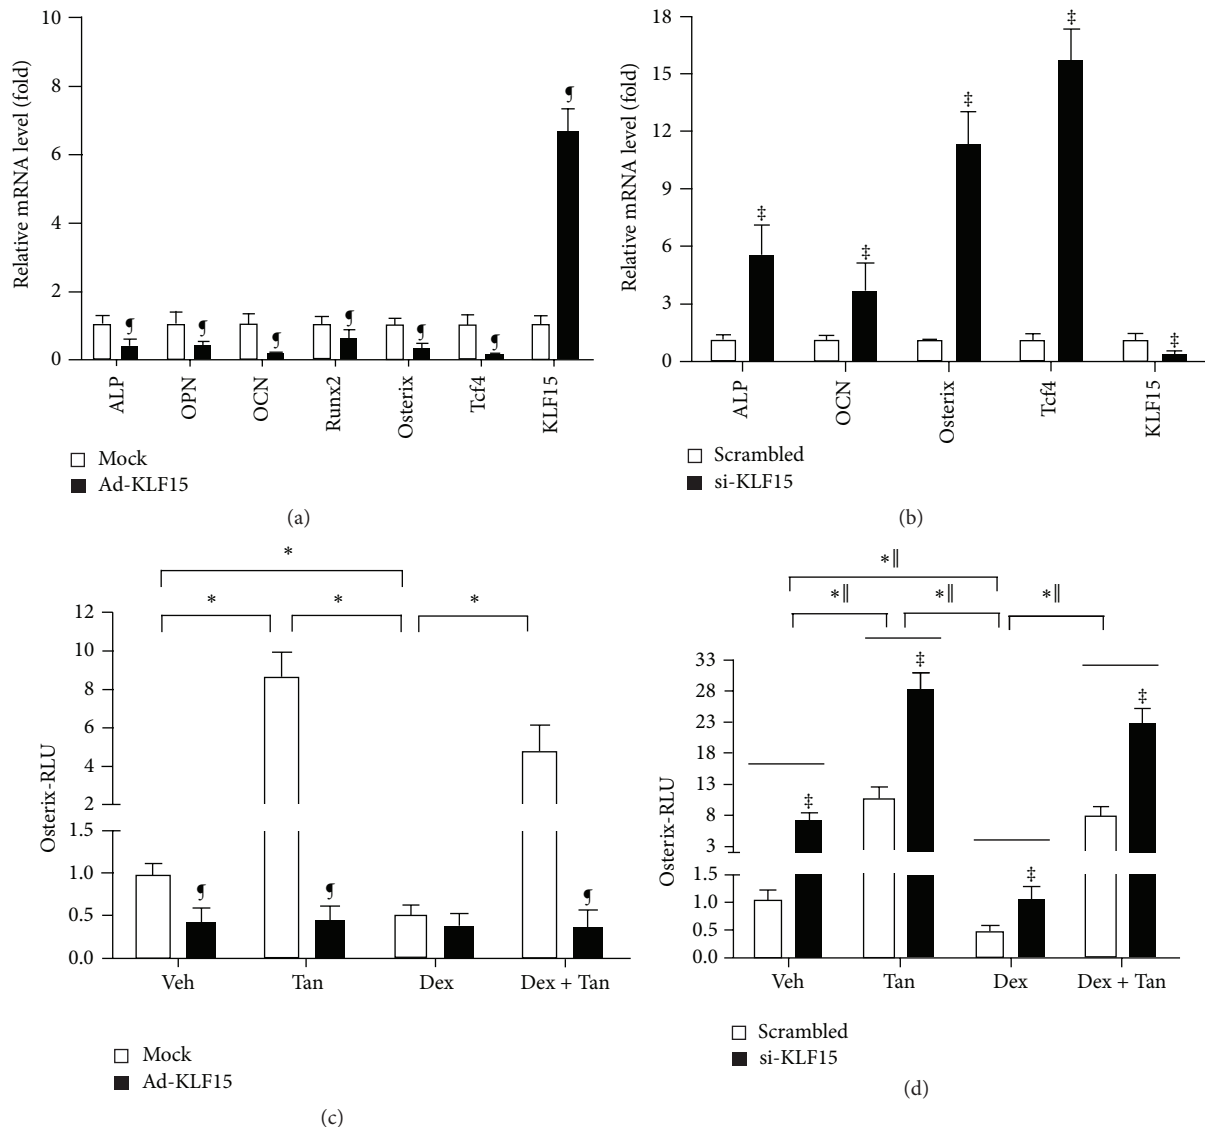 Relative mRNA level (fold)
10
8
6
4
2
0
¶ ¶ ¶ ¶ ¶ ¶ ¶
ALP OPN OCN Runx2 Osterix Tcf4 KLF15
Mock
Ad-KLF15
(a)
Relative mRNA level (fold)
18
15
12
9
6
3
0
‡ ‡ ‡ ‡ ‡
ALP OCN Osterix Tcf4 KLF15
Scrambled
si-KLF15
(b)
*
* * *
Osterix-RLU
12
10
8
6
4
2
1.5
1.0
0.5
0.0
¶ ¶ ¶
Veh Tan Dex Dex + Tan
Mock
Ad-KLF15
(c)
*∥
*∥ *∥ *∥
Osterix-RLU
33
28
23
18
13
8
3
1.5
1.0
0.5
0.0
‡ ‡ ‡ ‡
Veh Tan Dex Dex + Tan
Scrambled
si-KLF15
(d)